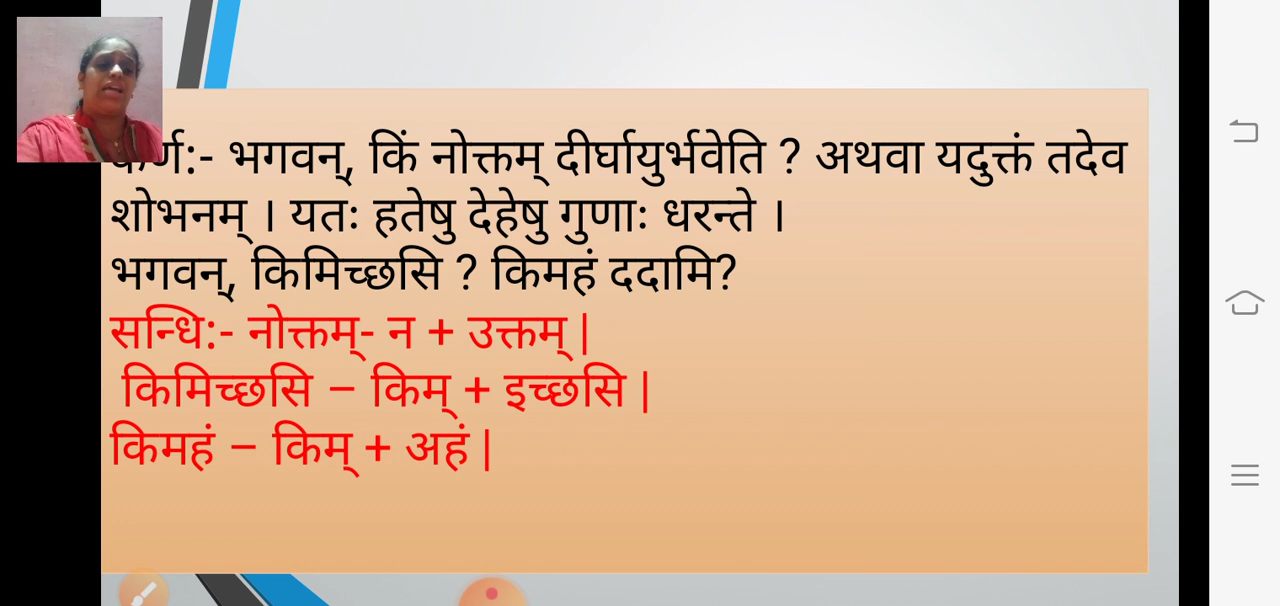 कर्ण:- भगवन्, किं नोक्तम् दीर्घायुर्भवेति ? अथवा यदुक्तं तदेव
शोभनम् । यतः हतेषु देहेषु गुणाः धरन्ते ।
भगवन्, किमिच्छसि ? किमहं ददामि?
सन्धि:- नोक्तम्- न + उक्तम् |
किमिच्छसि – किम् + इच्छसि |
किमहं – किम् + अहं |